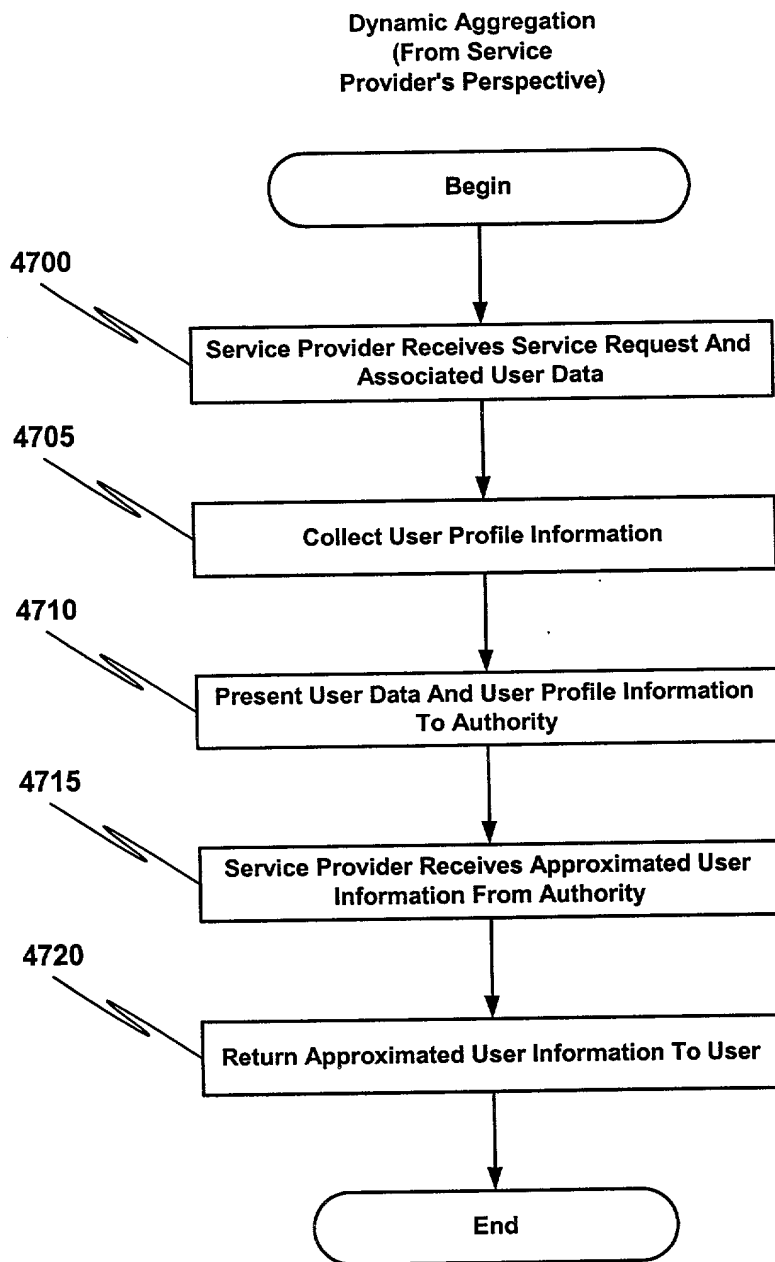 Dynamic Aggregation
(From Service
Provider's Perspective)
Begin
4700
Service Provider Receives Service Request And
Associated User Data
4705
Collect User Profile Information
4710
Present User Data And User Profile Information
To Authority
4715
Service Provider Receives Approximated User
Information From Authority
4720
Return Approximated User Information To User
End